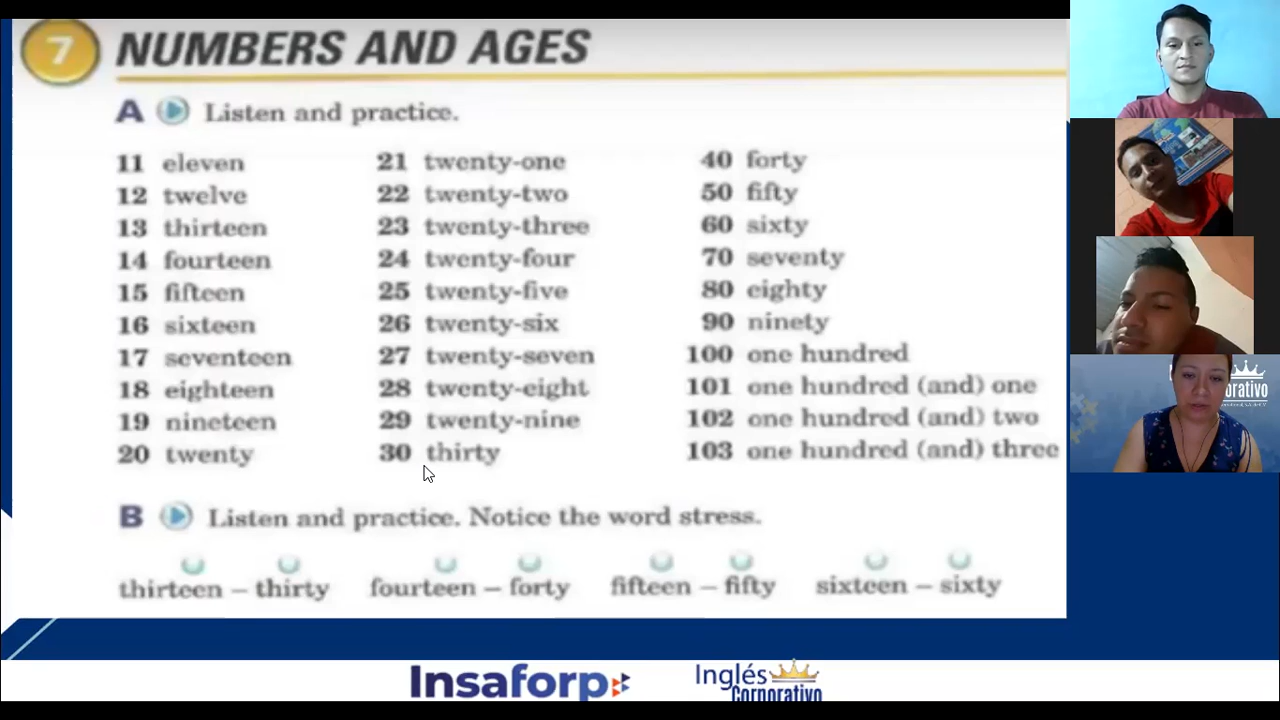 7 NUMBERS AND AGES
A Listen and practice.
11 eleven
12 twelve
13 thirteen
14 fourteen
15 fifteen
16 sixteen
17 seventeen
18 eighteen
19 nineteen
20 twenty
21 twenty-one
22 twenty-two
23 twenty-three
24 twenty-four
25 twenty-five
26 twenty-six
27 twenty-seven
28 twenty-eight
29 twenty-nine
30 thirty
40 forty
50 fifty
60 sixty
70 seventy
80 eighty
90 ninety
100 one hundred
101 one hundred (and) one
102 one hundred (and) two
103 one hundred (and) three
B Listen and practice. Notice the word stress.
thirteen – thirty fourteen – forty fifteen – fifty sixteen – sixty
Insaforp
Inglés
Corporativo